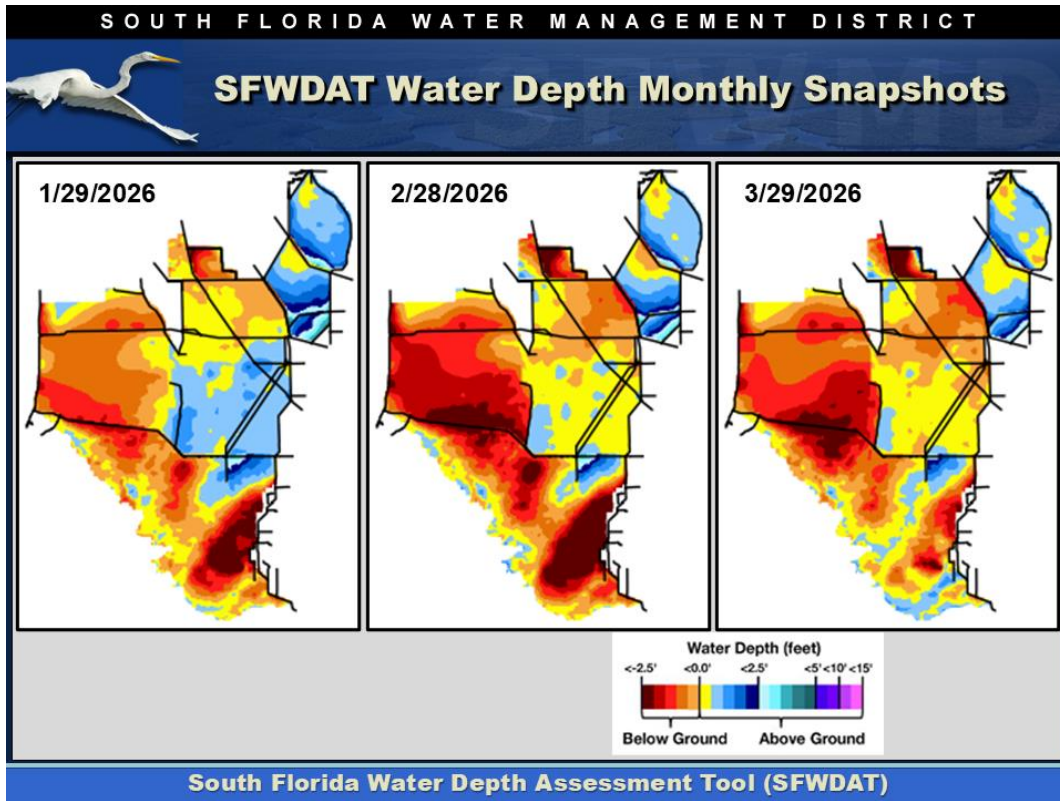 SOUTH FLORIDA WATER MANAGEMENT DISTRICT
SFWDAT Water Depth Monthly Snapshots
1/29/2026
2/28/2026
3/29/2026
Water Depth (feet)
<-2.5' <0.0' <2.5' <5' <10' <15'
Below Ground Above Ground
South Florida Water Depth Assessment Tool (SFWDAT)